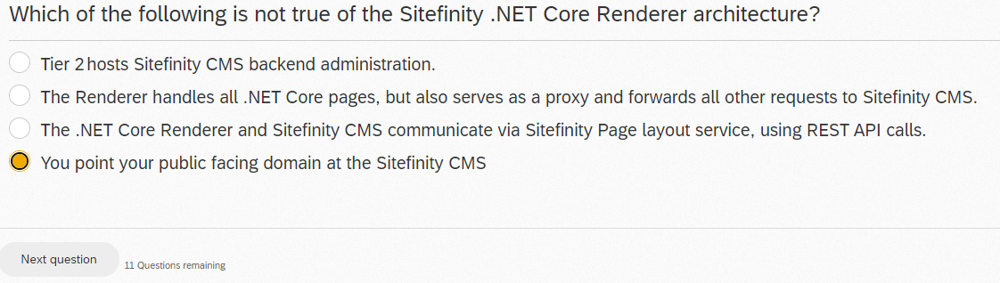 Which of the following is not true of the Sitefinity .NET Core Renderer architecture?
Tier 2 hosts Sitefinity CMS backend administration.
The Renderer handles all .NET Core pages, but also serves as a proxy and forwards all other requests to Sitefinity CMS.
The .NET Core Renderer and Sitefinity CMS communicate via Sitefinity Page layout service, using REST API calls.
You point your public facing domain at the Sitefinity CMS
Next question
11 Questions remaining